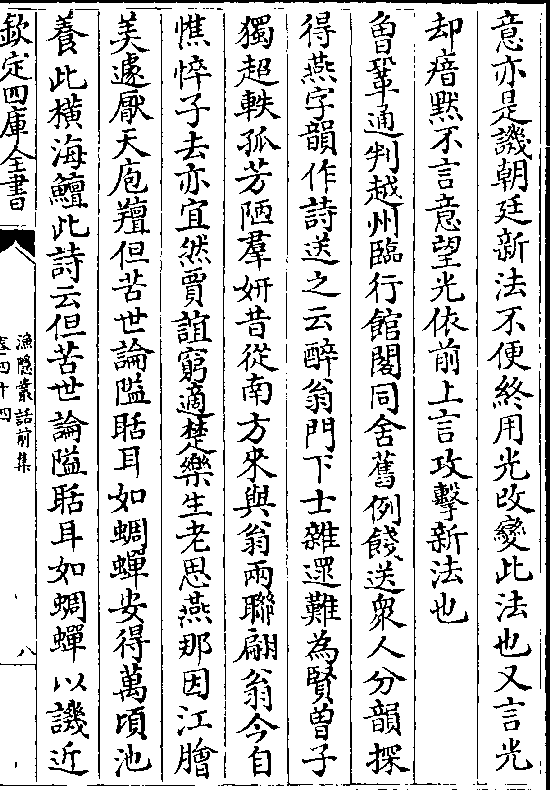 意亦是譏朝廷新法不便終用光改變此法也又言光
却瘖默不言意望光依前上言攻擊新法也
曾鞏通判越州臨行館閣同舍舊例餞送衆人分韻探
得燕字韻作詩送之云醉翁門下士雜遝難為賢曾子
獨超軼孤芳陋羣妍昔從南方來與翁兩聯翩翁今自
憔悴子去亦宜然賈誼窮適楚樂生老思燕那因江膾
美遽厭天庖羶但苦世論隘聒耳如蜩蟬安得萬頃池
養此橫海鱣此詩云但苦世論隘聒耳如蜩蟬以譏近
欽定四庫全書
漁隱叢話前集
卷四十四
八